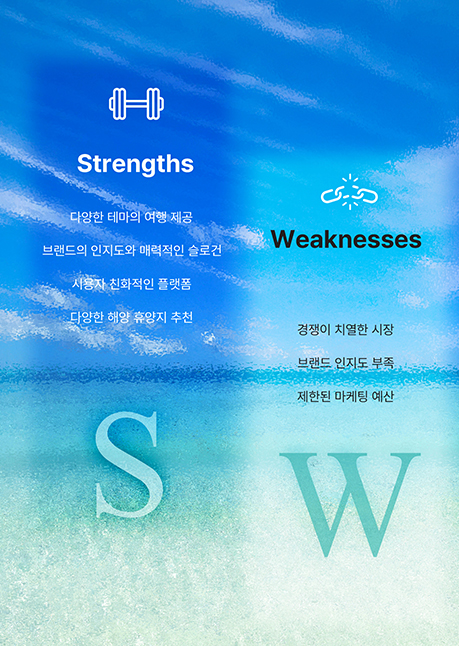 Strengths
다양한 테마의 여행 제공
브랜드의 인지도와 매력적인 슬로건
사용자 친화적인 플랫폼
다양한 해양 휴양지 추천
S
Weaknesses
경쟁이 치열한 시장
브랜드 인지도 부족
제한된 마케팅 예산
W